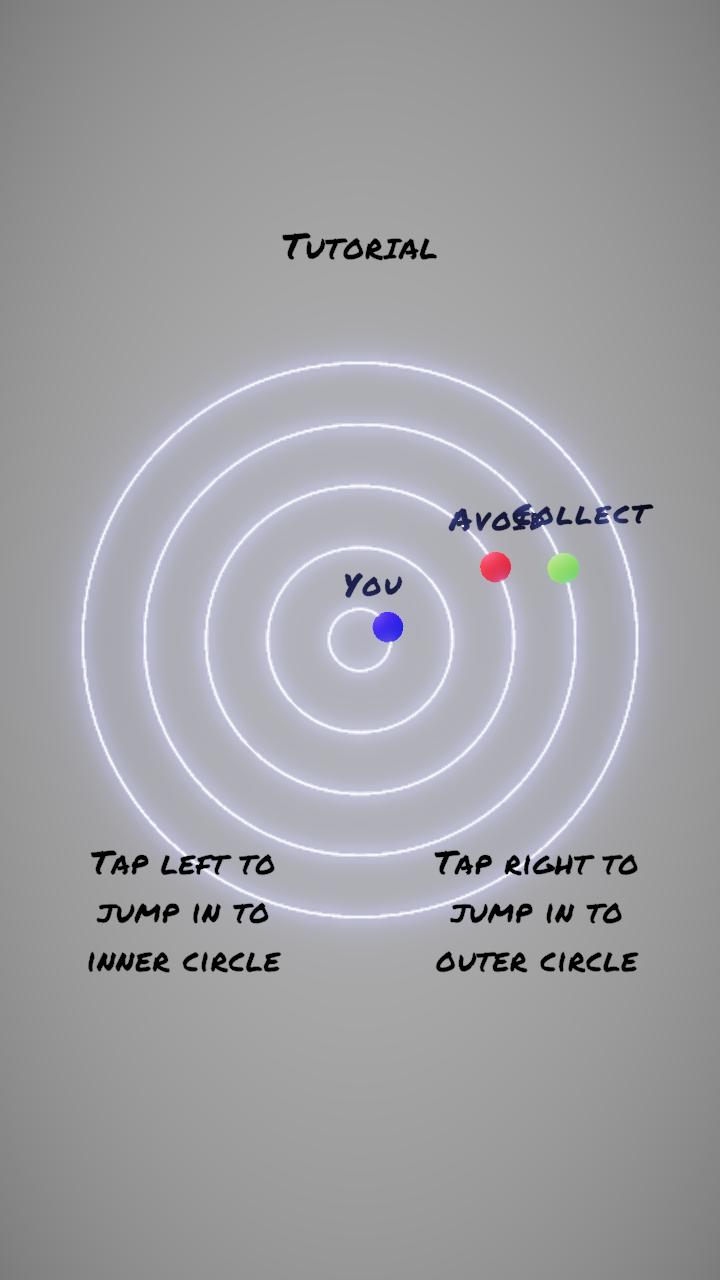 Tutorial
Avoid
Collect
You
Tap left to
jump in to
inner circle
Tap right to
jump in to
outer circle